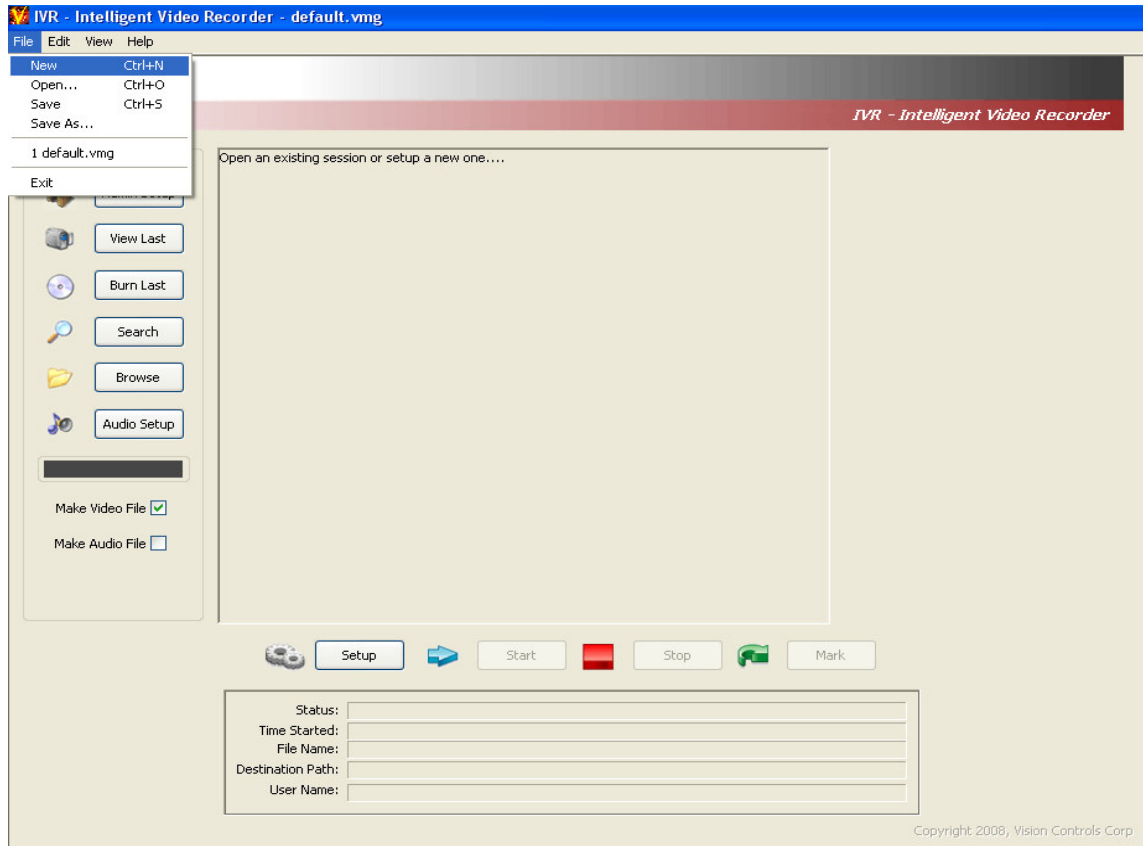 IVR - Intelligent Video Recorder - default.vmg
File Edit View Help
New Ctrl+N
Open... Ctrl+O
Save Ctrl+S
Save As...
1 default.vmg
Exit
IVR - Intelligent Video Recorder
Open an existing session or setup a new one....
View Last
Burn Last
Search
Browse
Audio Setup
Make Video File
Make Audio File
Setup Start Stop Mark
Status:
Time Started:
File Name:
Destination Path:
User Name:
Copyright 2008, Vision Controls Corp